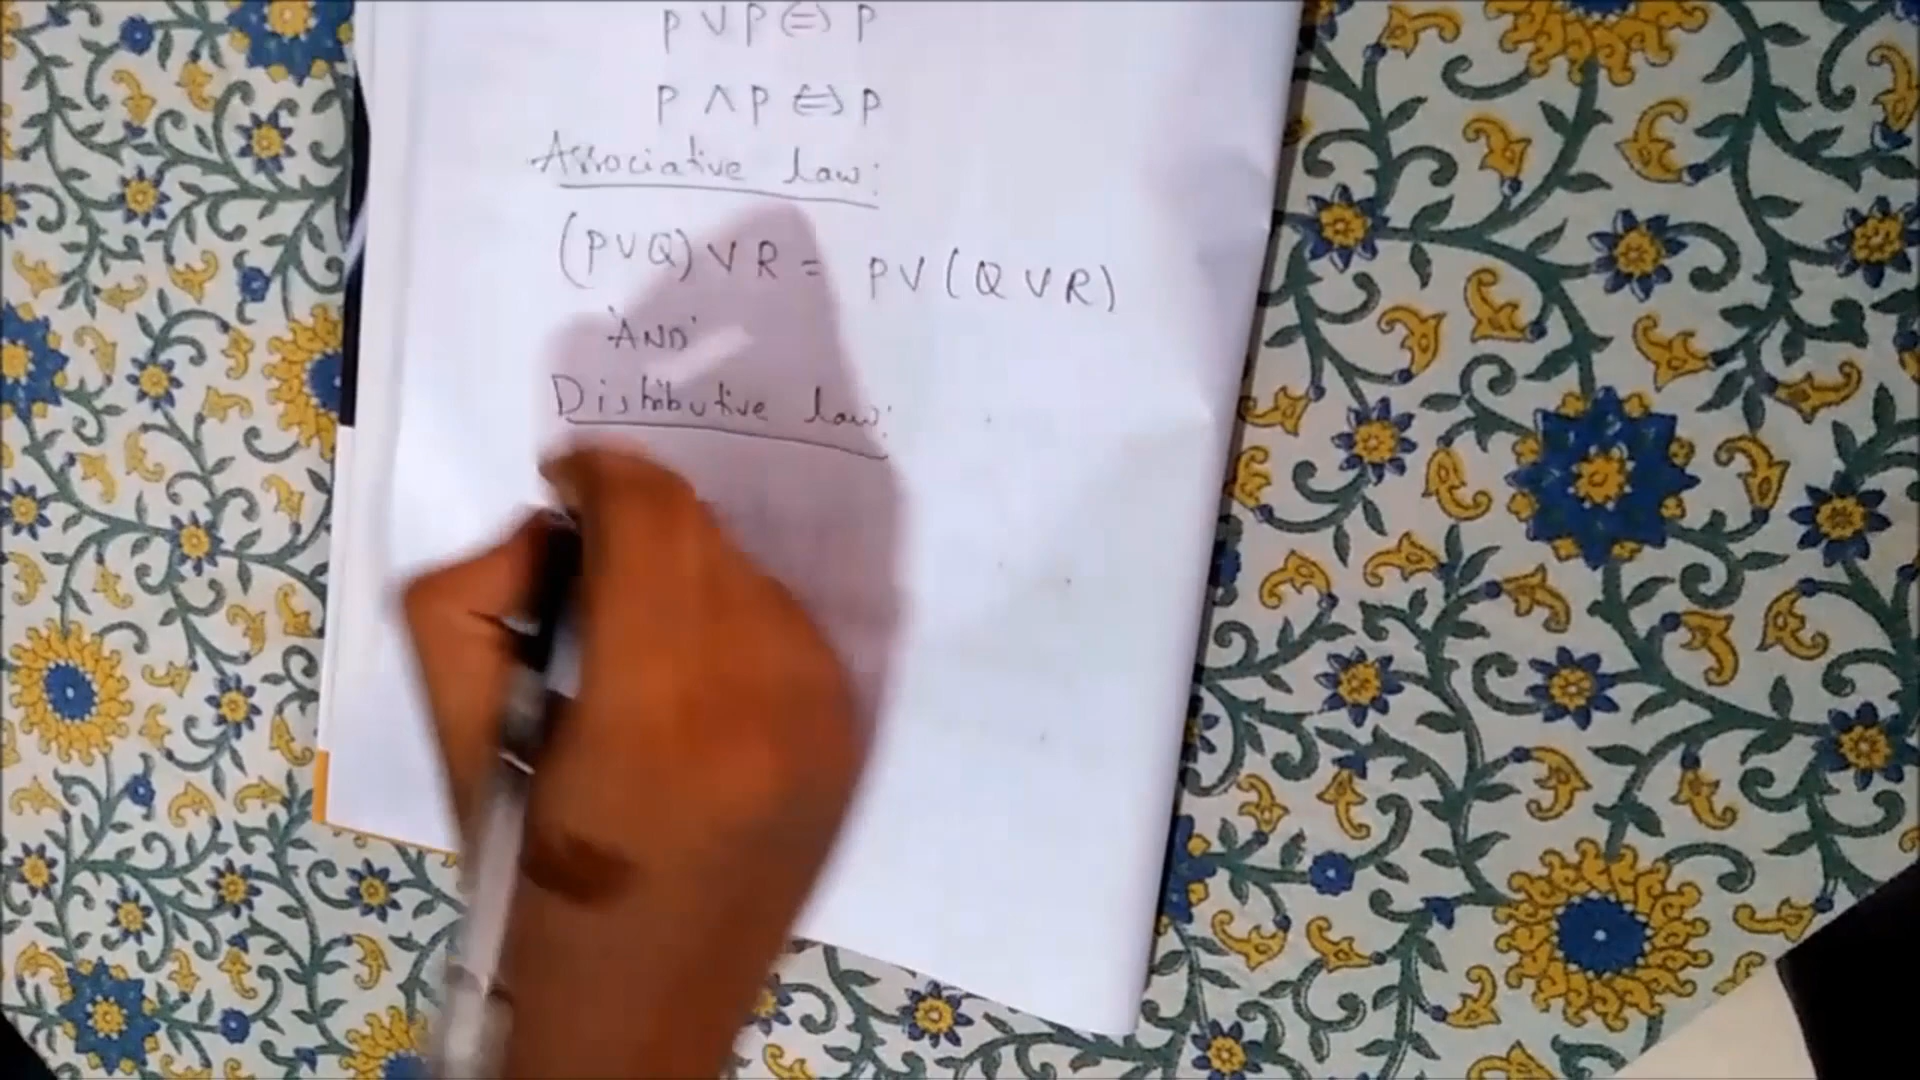 P ∨ P ⇔ P
P ∧ P ⇔ P
Associative law:
(P ∨ Q) ∨ R = P ∨ (Q ∨ R)
'AND'
Distributive law: